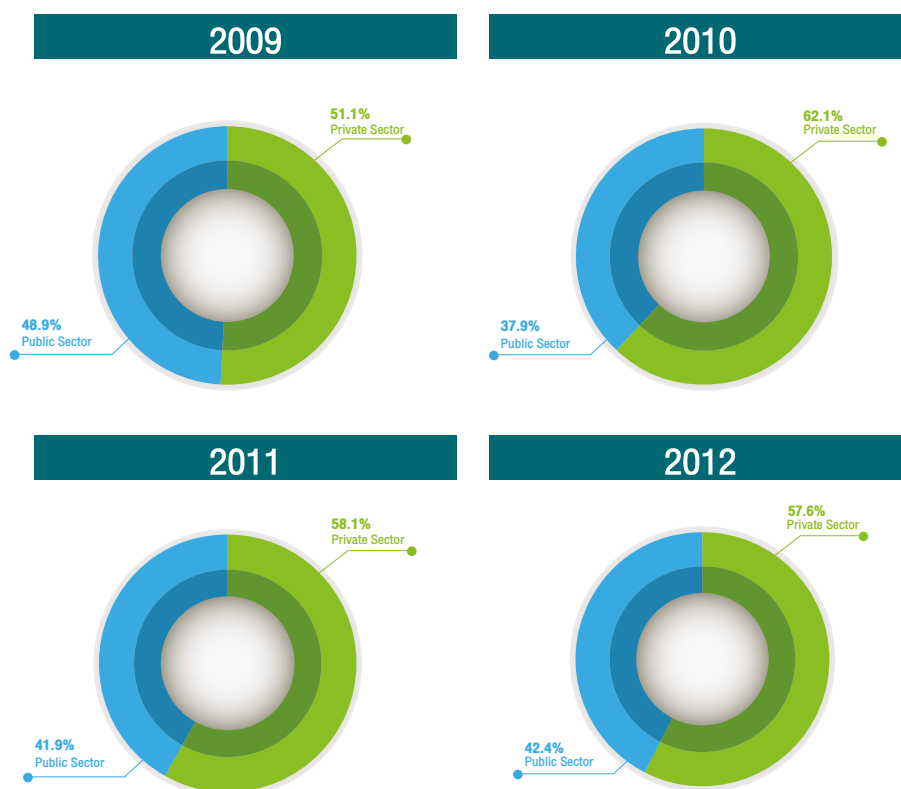 2009
51.1%
Private Sector
48.9%
Public Sector
2010
62.1%
Private Sector
37.9%
Public Sector
2011
58.1%
Private Sector
41.9%
Public Sector
2012
57.6%
Private Sector
42.4%
Public Sector